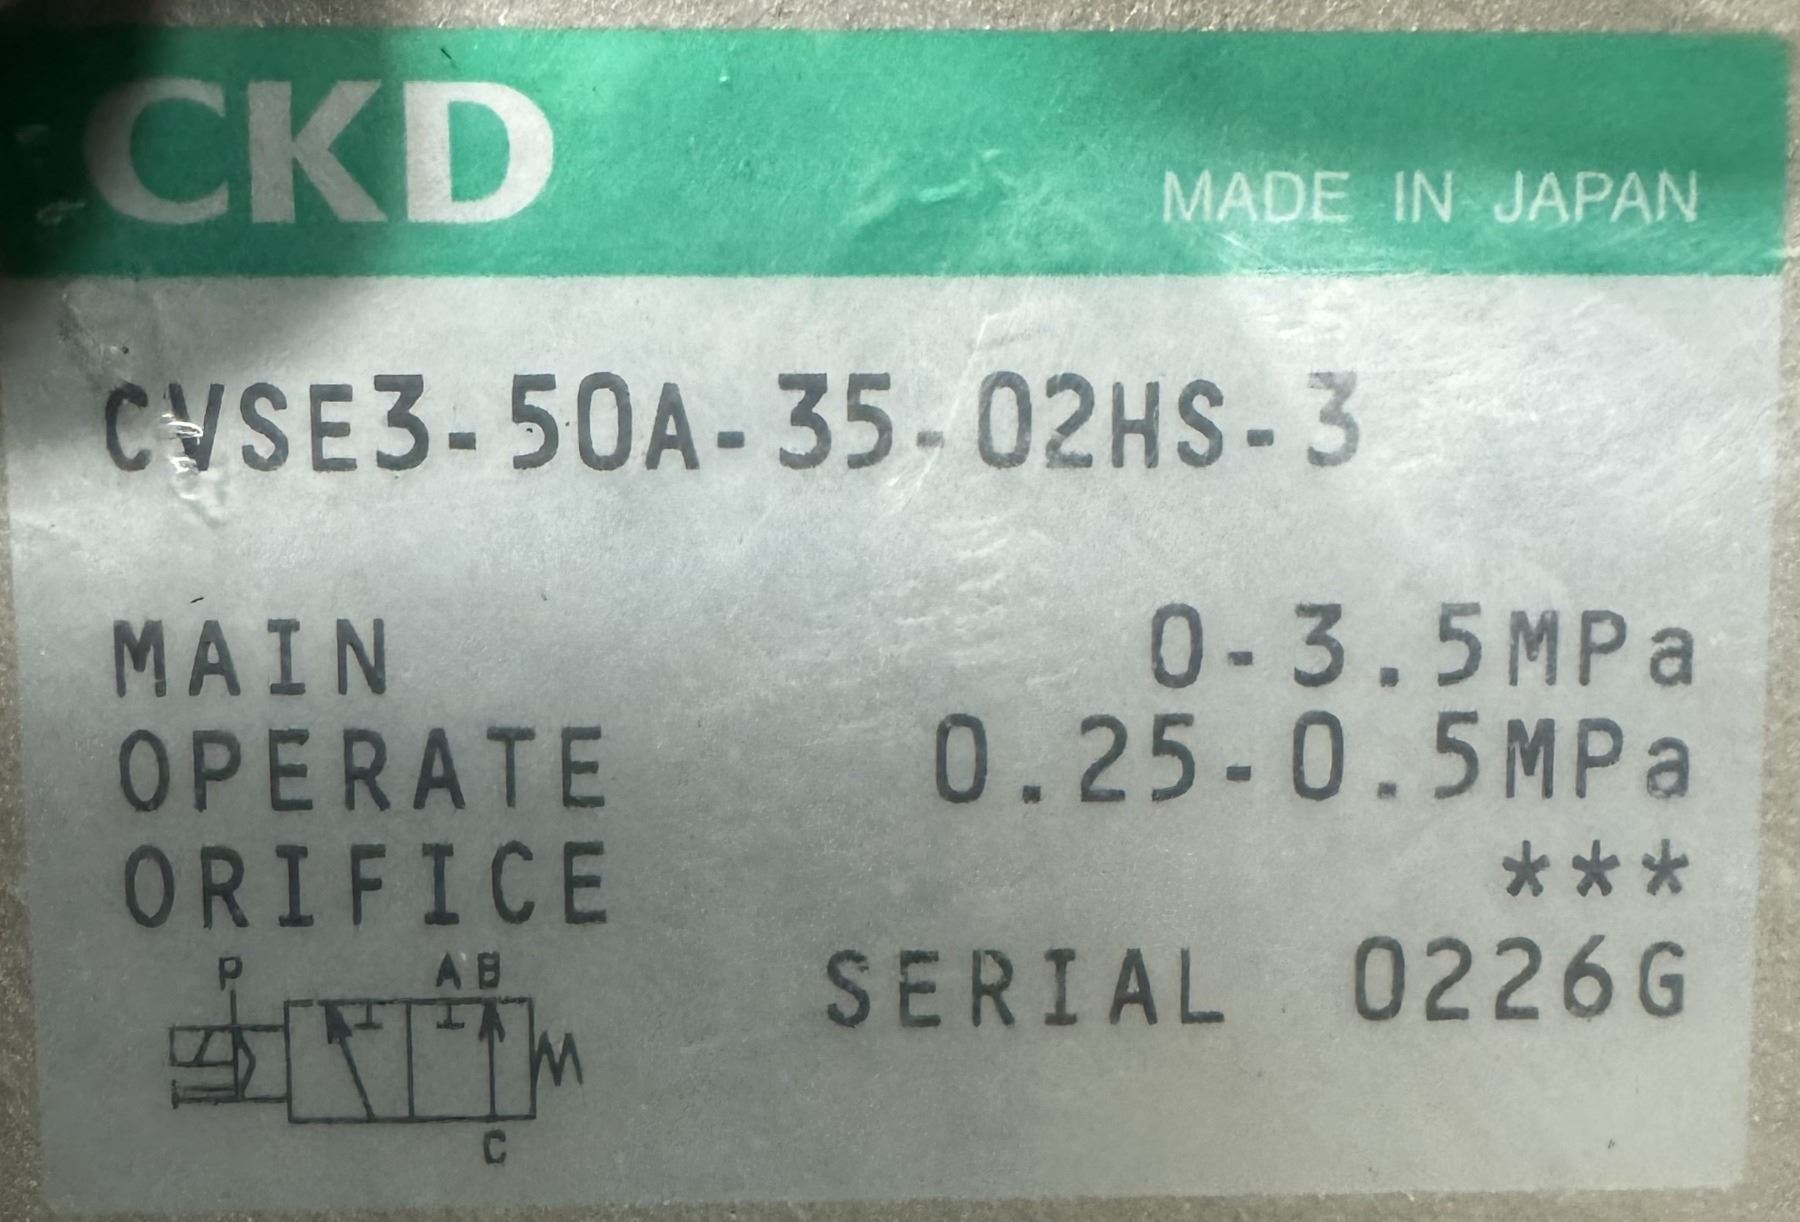 CKD
MADE IN JAPAN
CVSE3-50A-35-02HS-3
MAIN 0-3.5MPa
OPERATE 0.25-0.5MPa
ORIFICE ***
SERIAL 0226G
P A B
C